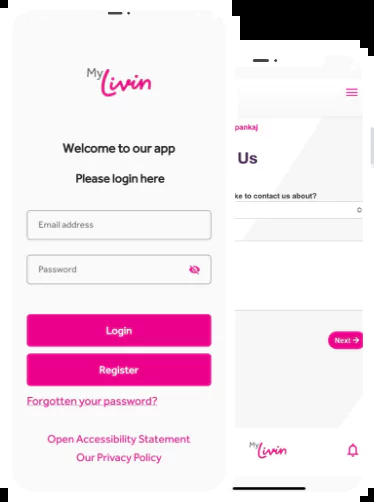 My
Livin
Welcome to our app
Please login here
Email address
Password
Login
Register
Forgotten your password?
Open Accessibility Statement
Our Privacy Policy
pankaj
Us
ke to contact us about?
Next →
My
Livin